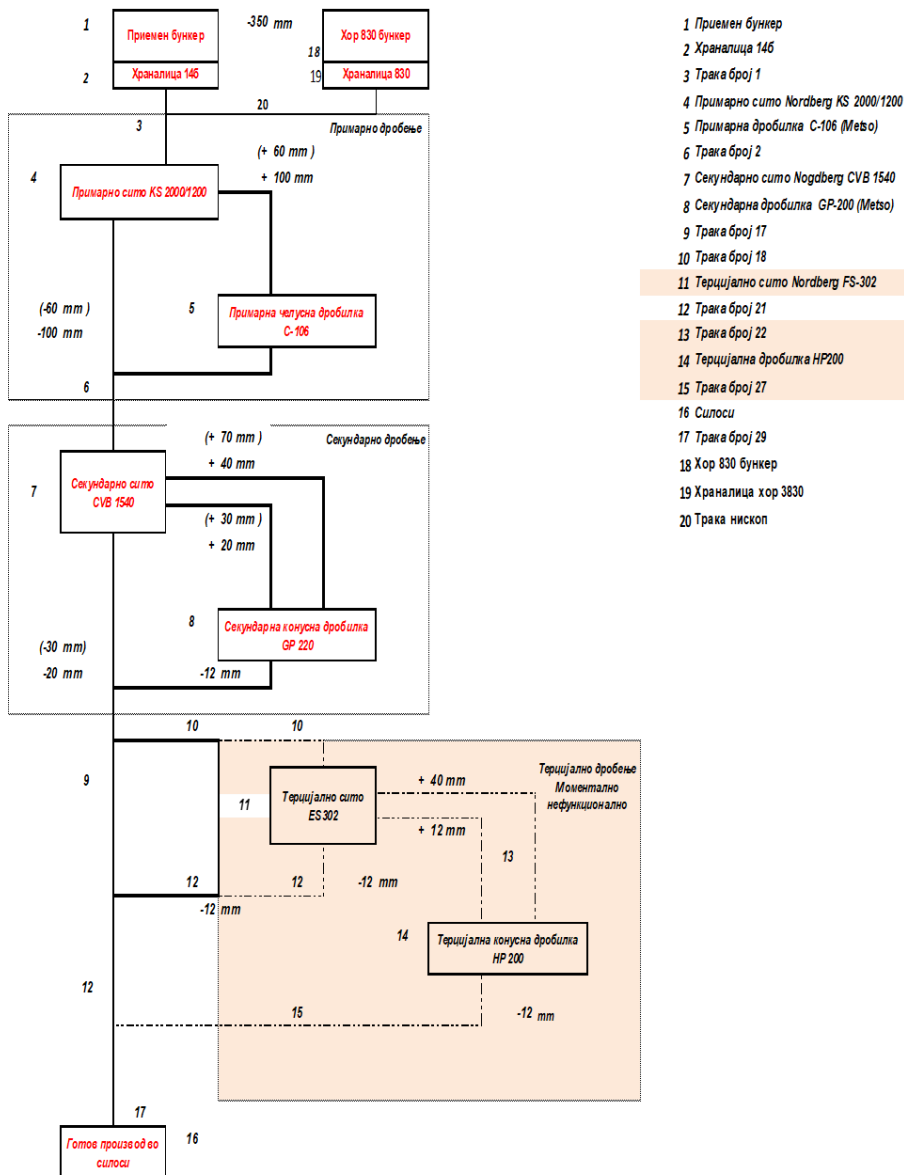 1
Приемен бункер
-350 mm
Хор 830 бункер
18
2
Храналица 14б
19
Храналица 830
20
3
Примарно дробење
(+ 60 mm )
+ 100 mm
4
Примарно сито KS 2000/1200
(-60 mm )
-100 mm
5
Примарна челусна дробилка
C-106
6
(+ 70 mm )
+ 40 mm
Секундарно дробење
7
Секундарно сито
CVB 1540
(+ 30 mm )
+ 20 mm
8
Секундарна конусна дробилка
GP 220
(-30 mm)
-20 mm
-12 mm
10
10
9
11
Терцијално сито
ES302
+ 40 mm
+ 12 mm
Терцијално дробење
Моментално
нефункционално
13
12
12
-12 mm
-12 mm
14
Терцијална конусна дробилка
HP 200
12
15
-12 mm
17
Готов производ во
силоси
16
1 Приемен бункер
2 Храналица 14б
3 Трака број 1
4 Примарно сито Nordberg KS 2000/1200
5 Примарна дробилка C-106 (Metso)
6 Трака број 2
7 Секундарно сито Nogdberg CVB 1540
8 Секундарна дробилка GP-200 (Metso)
9 Трака број 17
10 Трака број 18
11 Терцијално сито Nordberg FS-302
12 Трака број 21
13 Трака број 22
14 Терцијална дробилка HP200
15 Трака број 27
16 Силоси
17 Трака број 29
18 Хор 830 бункер
19 Храналица хор 3830
20 Трака нископ